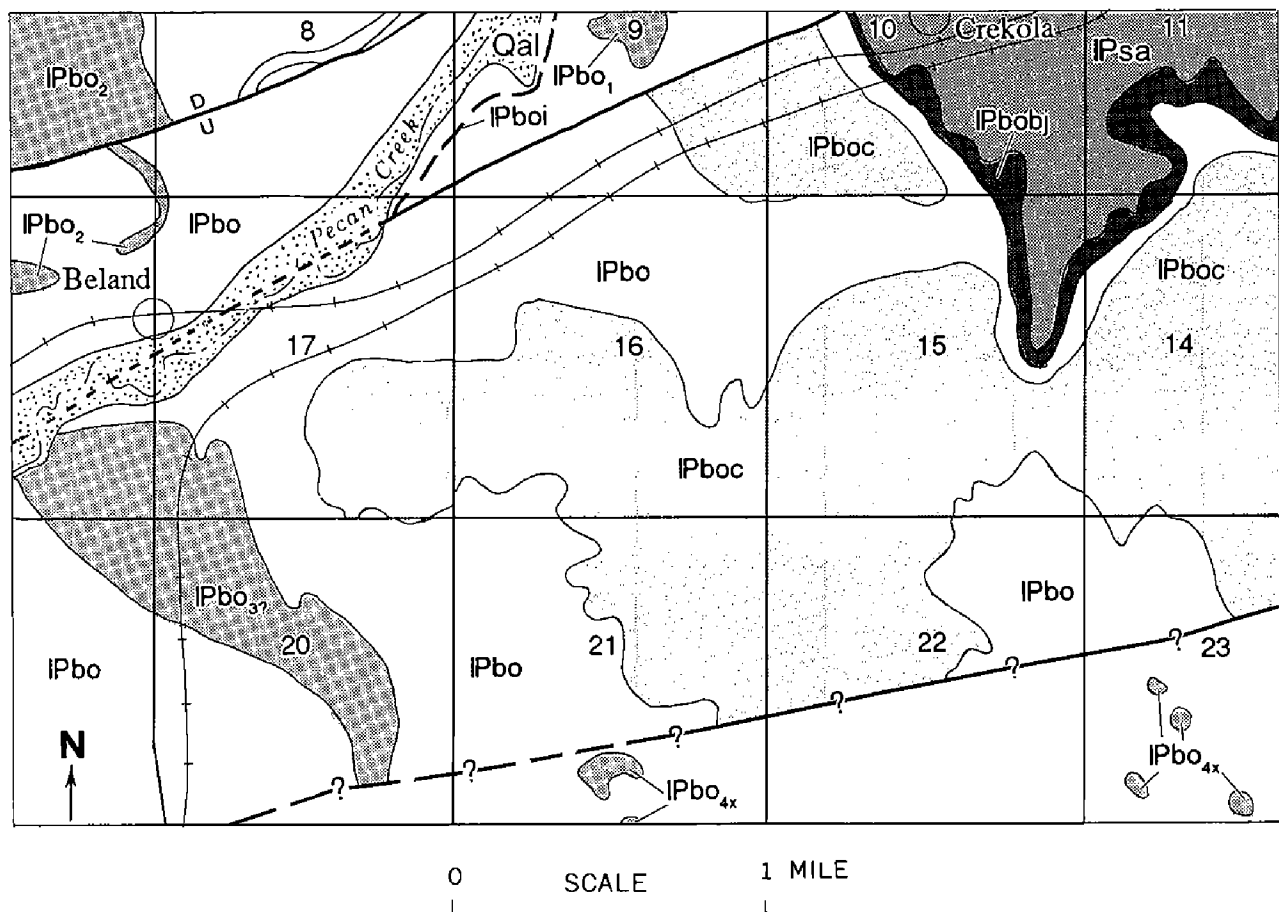 8
9
10
11
Crekola
Qal
IPbo₂
IPbo₁
IPsa
D
U
IPboi
Creek
IPbobj
IPboc
Pecan
IPbo₂
IPbo
Beland
IPbo
IPboc
17
16
15
14
IPboc
IPbo₃?
IPbo
20
21
22
23
IPbo
IPbo
?
?
?
?
?
?
N
IPbo₄ₓ
IPbo₄ₓ
0 SCALE 1 MILE